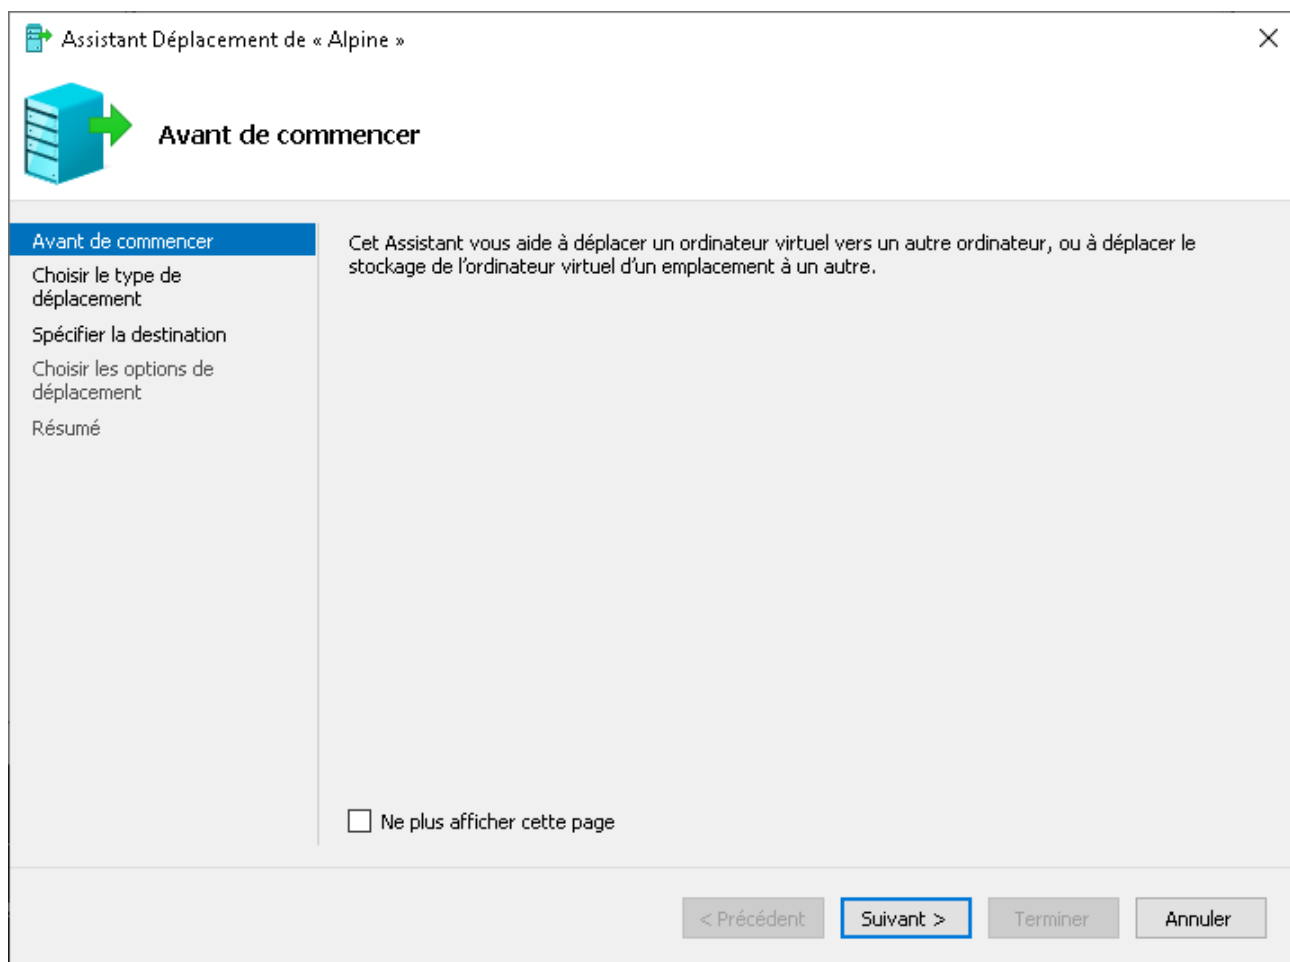 Assistant Déplacement de « Alpine »
Avant de commencer
Avant de commencer
Choisir le type de
déplacement
Spécifier la destination
Choisir les options de
déplacement
Résumé
Cet Assistant vous aide à déplacer un ordinateur virtuel vers un autre ordinateur, ou à déplacer le
stockage de l’ordinateur virtuel d’un emplacement à un autre.
Ne plus afficher cette page
< Précédent
Suivant >
Terminer
Annuler